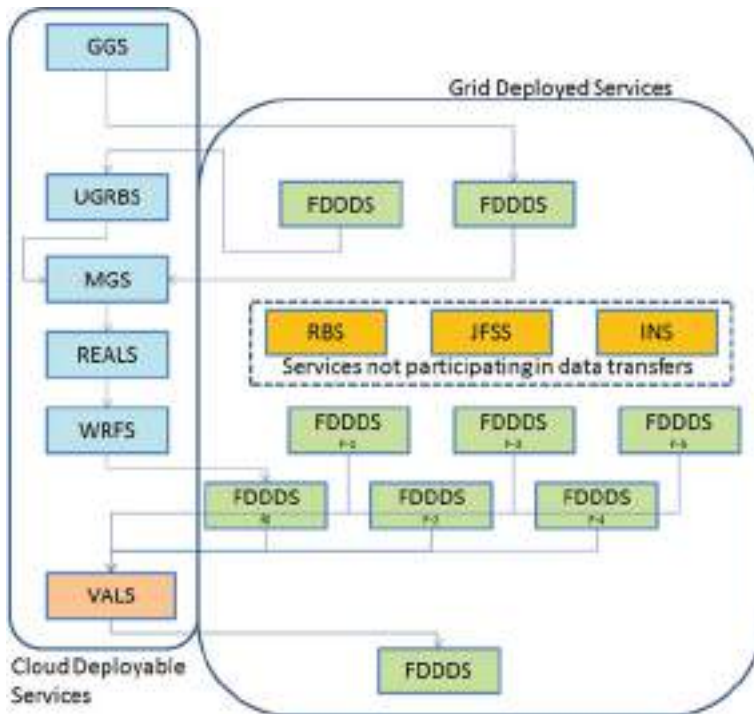 GGS
Grid Deployed Services
UGRBS
FDDDS
FDDDS
MGS
RBS
JFSS
INS
REALS
Services not participating in data transfers
WRFS
FDDDS
FDDDS
FDDDS
FDDDS
FDDDS
FDDDS
VALS
FDDDS
Cloud Deployable
Services